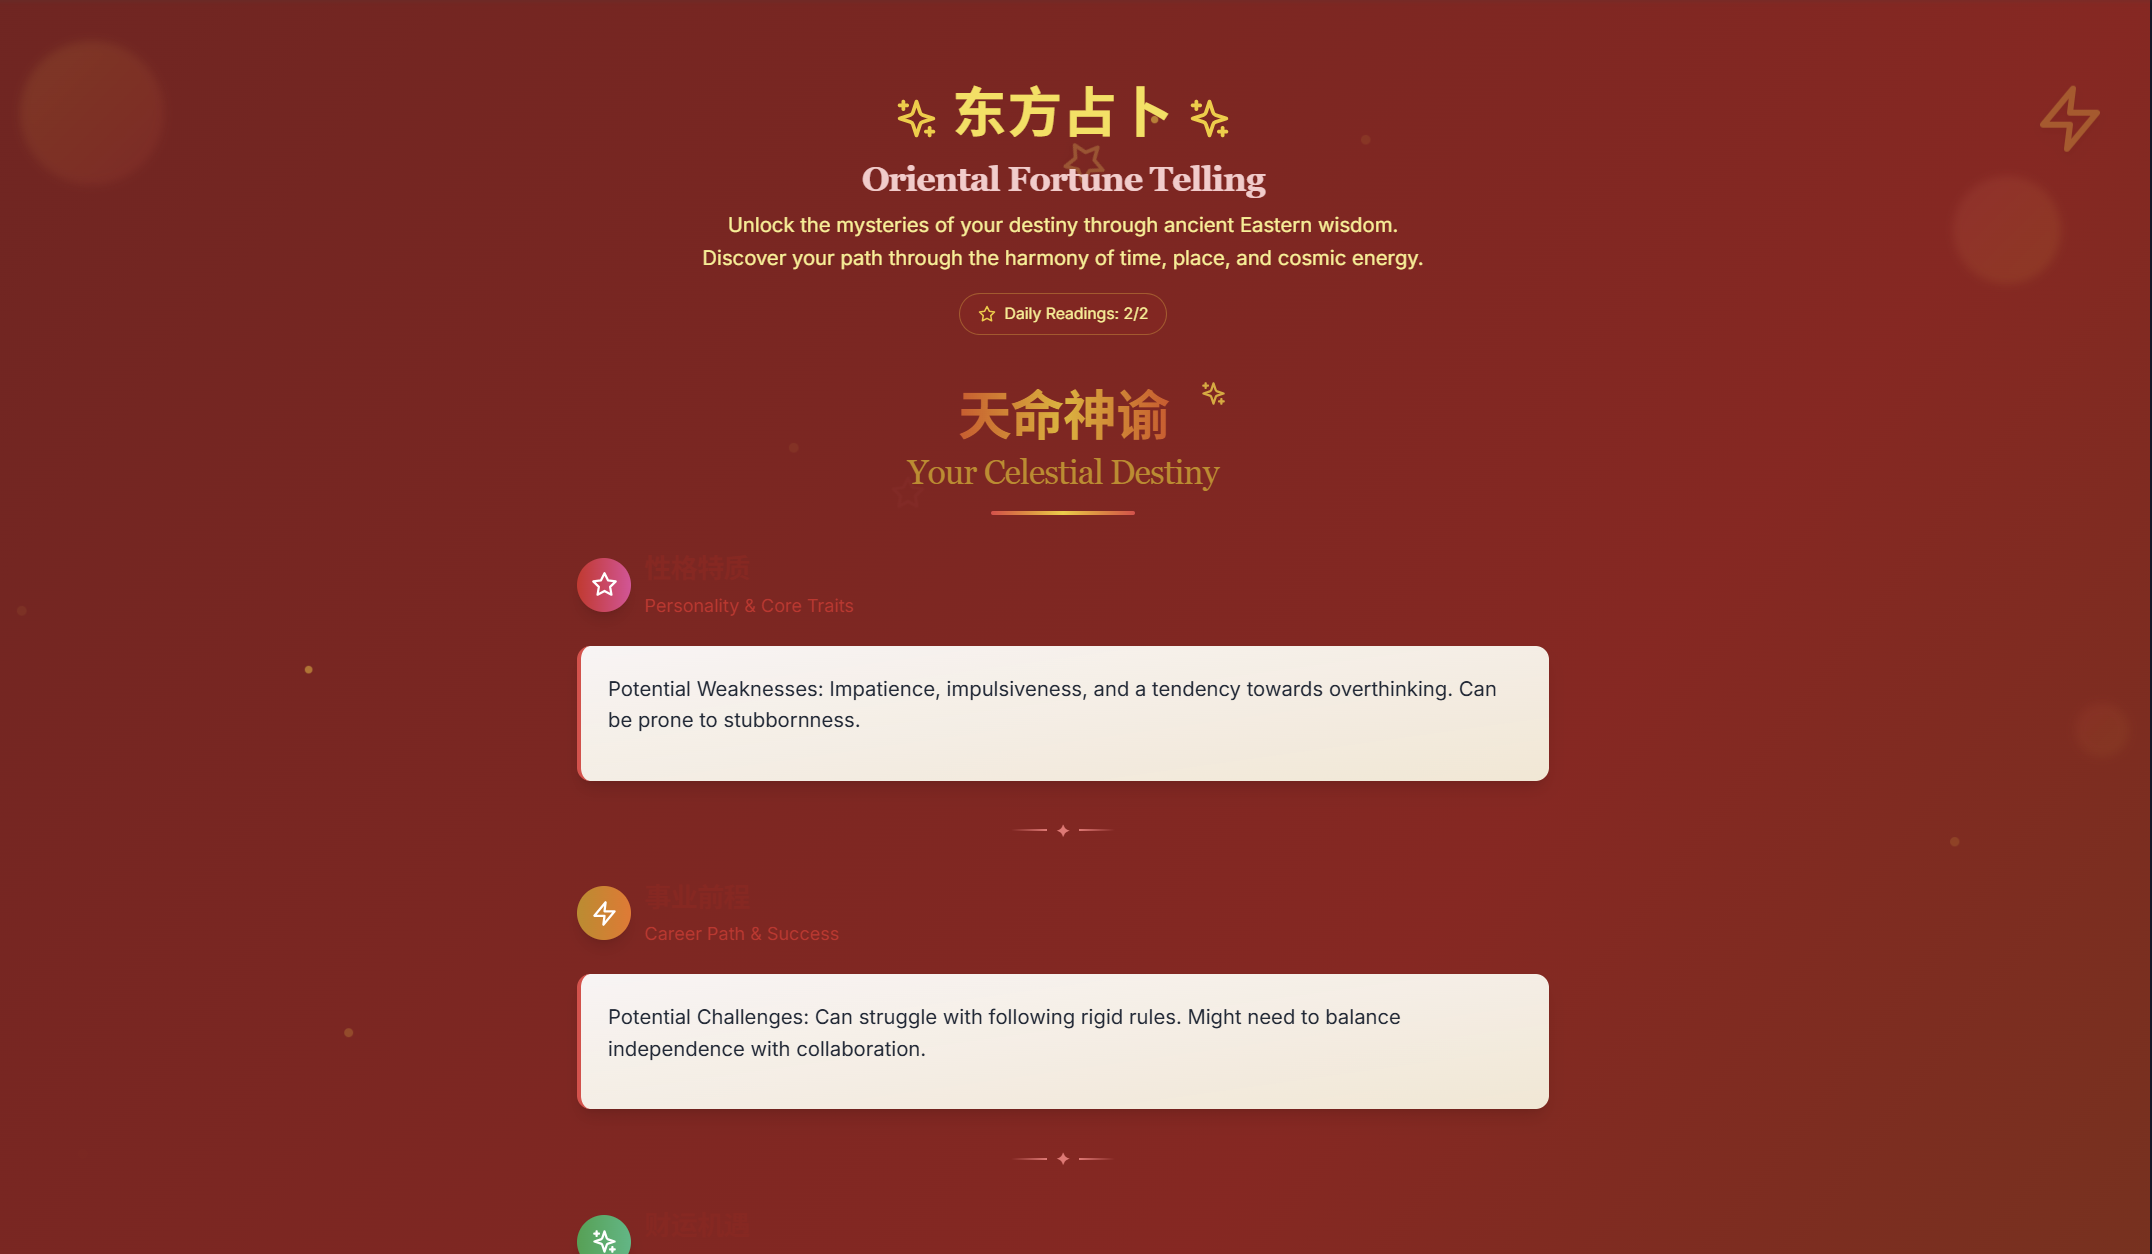 东方占卜
Oriental Fortune Telling
Unlock the mysteries of your destiny through ancient Eastern wisdom.
Discover your path through the harmony of time, place, and cosmic energy.
Daily Readings: 2/2
天命神谕
Your Celestial Destiny
性格特质
Personality & Core Traits
Potential Weaknesses: Impatience, impulsiveness, and a tendency towards overthinking. Can
be prone to stubbornness.
事业前程
Career Path & Success
Potential Challenges: Can struggle with following rigid rules. Might need to balance
independence with collaboration.